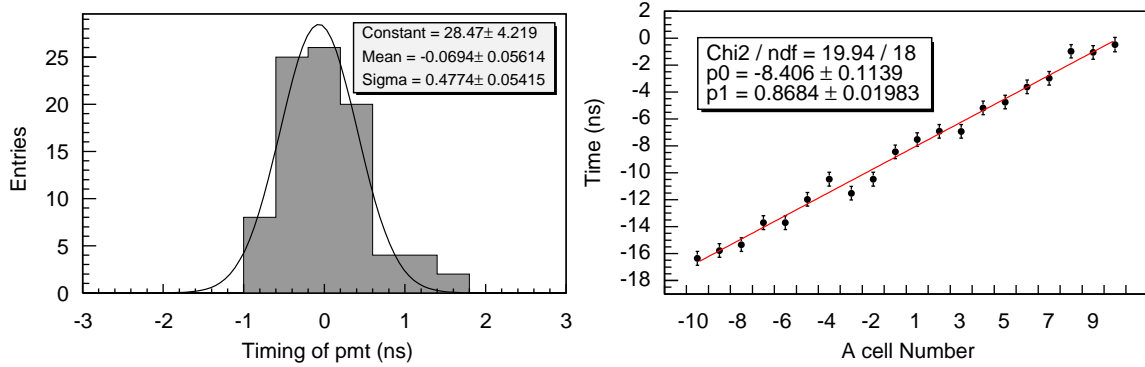 Constant = 28.47± 4.219
Mean = -0.0694± 0.05614
Sigma = 0.4774± 0.05415
Entries
25
20
15
10
5
0
-3 -2 -1 0 1 2 3
Timing of pmt (ns)
Chi2 / ndf = 19.94 / 18
p0 = -8.406 ± 0.1139
p1 = 0.8684 ± 0.01983
Time (ns)
2
0
-2
-4
-6
-8
-10
-12
-14
-16
-18
-10 -8 -6 -4 -2 1 3 5 7 9
A cell Number